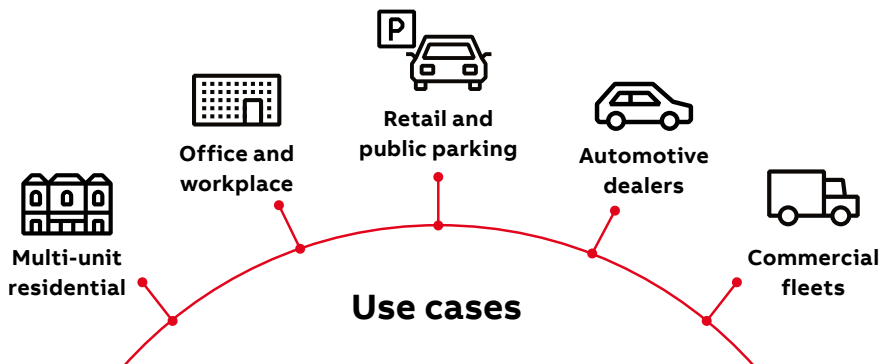 P
Retail and
public parking
Office and
workplace
Automotive
dealers
Multi-unit
residential
Commercial
fleets
Use cases